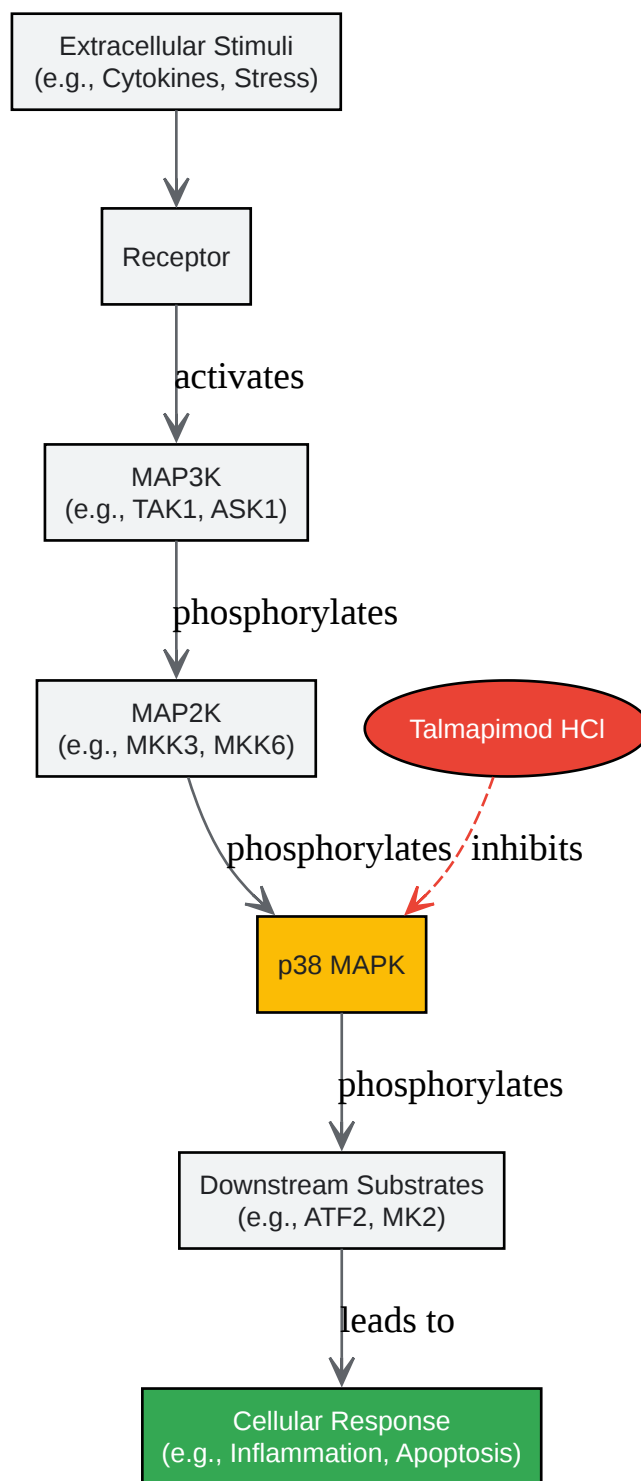 Extracellular Stimuli
(e.g., Cytokines, Stress)
Receptor
activates
MAP3K
(e.g., TAK1, ASK1)
phosphorylates
MAP2K
(e.g., MKK3, MKK6)
Talmapimod HCl
phosphorylates
inhibits
p38 MAPK
phosphorylates
Downstream Substrates
(e.g., ATF2, MK2)
leads to
Cellular Response
(e.g., Inflammation, Apoptosis)